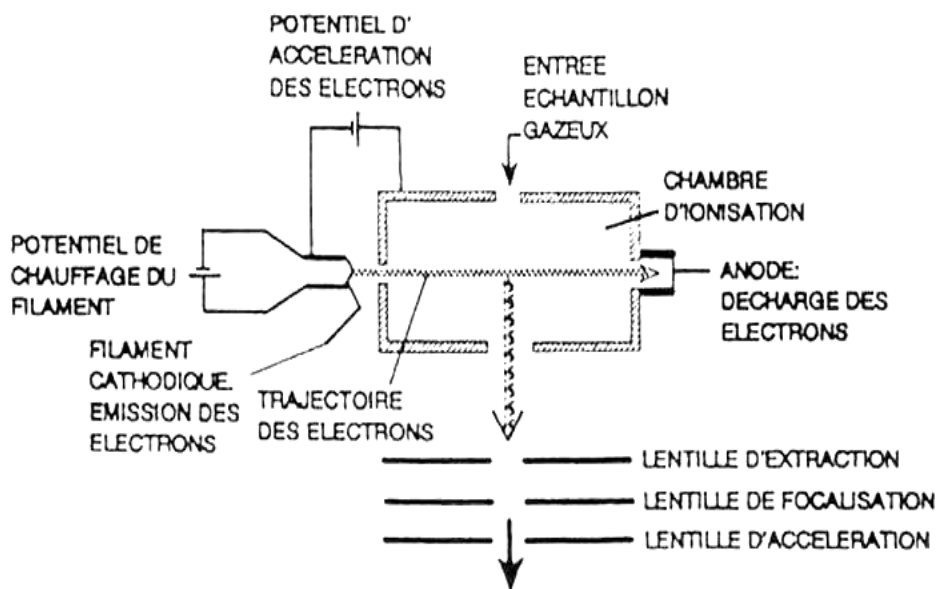 POTENTIEL D'
ACCELERATION
DES ELECTRONS
ENTREE
ECHANTILLON
GAZEUX
CHAMBRE
D'IONISATION
POTENTIEL DE
CHAUFFAGE DU
FILAMENT
ANODE:
DECHARGE DES
ELECTRONS
FILAMENT
CATHODIQUE.
EMISSION DES
ELECTRONS
TRAJECTOIRE
DES ELECTRONS
LENTILLE D'EXTRACTION
LENTILLE DE FOCALISATION
LENTILLE D'ACCELERATION